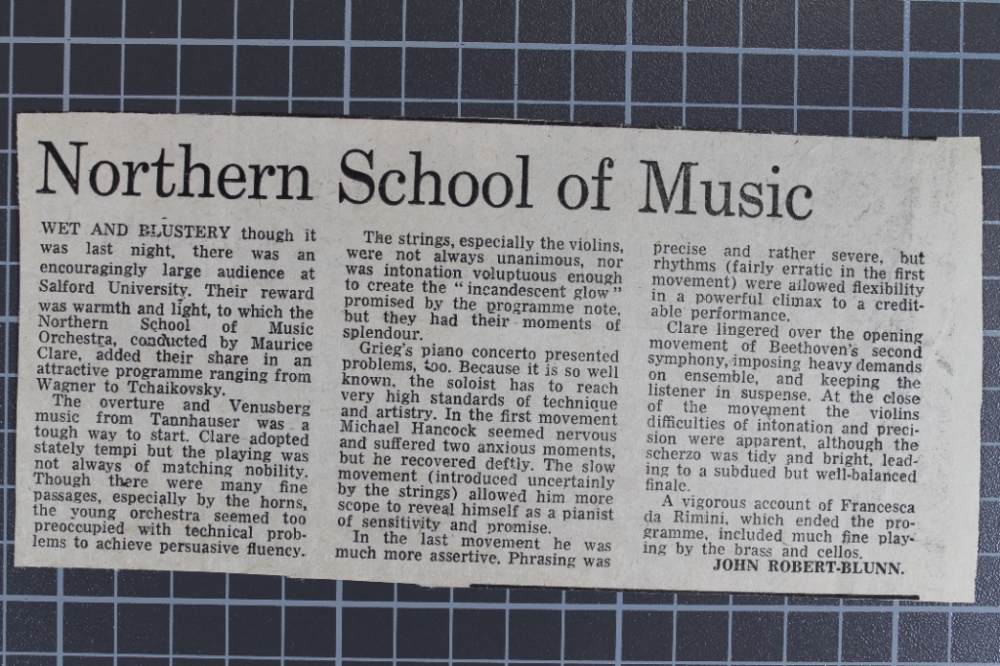 Northern School of Music
WET AND BLUSTERY though it
was last night, there was an
encouragingly large audience at
Salford University. Their reward
was warmth and light, to which the
Northern School of Music
Orchestra, conducted by Maurice
Clare, added their share in an
attractive programme ranging from
Wagner to Tchaikovsky.
The overture and Venusberg
music from Tannhauser was a
tough way to start. Clare adopted
stately tempi but the playing was
not always of matching nobility.
Though there were many fine
passages, especially by the horns,
the young orchestra seemed too
preoccupied with technical prob-
lems to achieve persuasive fluency.
The strings, especially the violins,
were not always unanimous, nor
was intonation voluptuous enough
to create the "incandescent glow"
promised by the programme note,
but they had their moments of
splendour.
Grieg's piano concerto presented
problems, too. Because it is so well
known, the soloist has to reach
very high standards of technique
and artistry. In the first movement
Michael Hancock seemed nervous
and suffered two anxious moments,
but he recovered deftly. The slow
movement (introduced uncertainly
by the strings) allowed him more
scope to reveal himself as a pianist
of sensitivity and promise.
In the last movement he was
much more assertive. Phrasing was
precise and rather severe, but
rhythms (fairly erratic in the first
movement) were allowed flexibility
in a powerful climax to a credit-
able performance.
Clare lingered over the opening
movement of Beethoven's second
symphony, imposing heavy demands
on ensemble, and keeping the
listener in suspense. At the close
of the movement the violins
difficulties of intonation and preci-
sion were apparent, although the
scherzo was tidy and bright, lead-
ing to a subdued but well-balanced
finale.
A vigorous account of Francesca
da Rimini, which ended the pro-
gramme, included much fine play-
ing by the brass and cellos.
JOHN ROBERT-BLUNN.